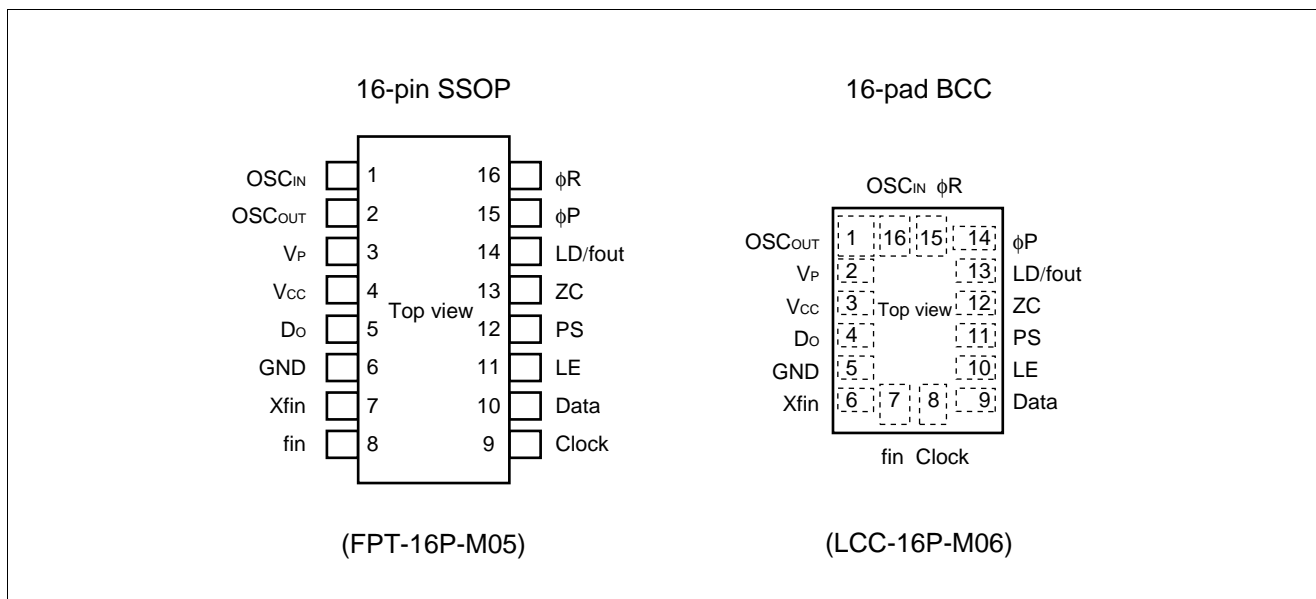 16-pin SSOP
OSCIN 1 16 ϕR
OSCOUT 2 15 ϕP
VP 3 14 LD/fout
VCC 4 13 ZC
Top view
DO 5 12 PS
GND 6 11 LE
Xfin 7 10 Data
fin 8 9 Clock
(FPT-16P-M05)
16-pad BCC
OSCIN ϕR
OSCOUT 1 16 15 14 ϕP
VP 2 13 LD/fout
VCC 3 Top view 12 ZC
DO 4 11 PS
GND 5 10 LE
Xfin 6 7 8 9 Data
fin Clock
(LCC-16P-M06)